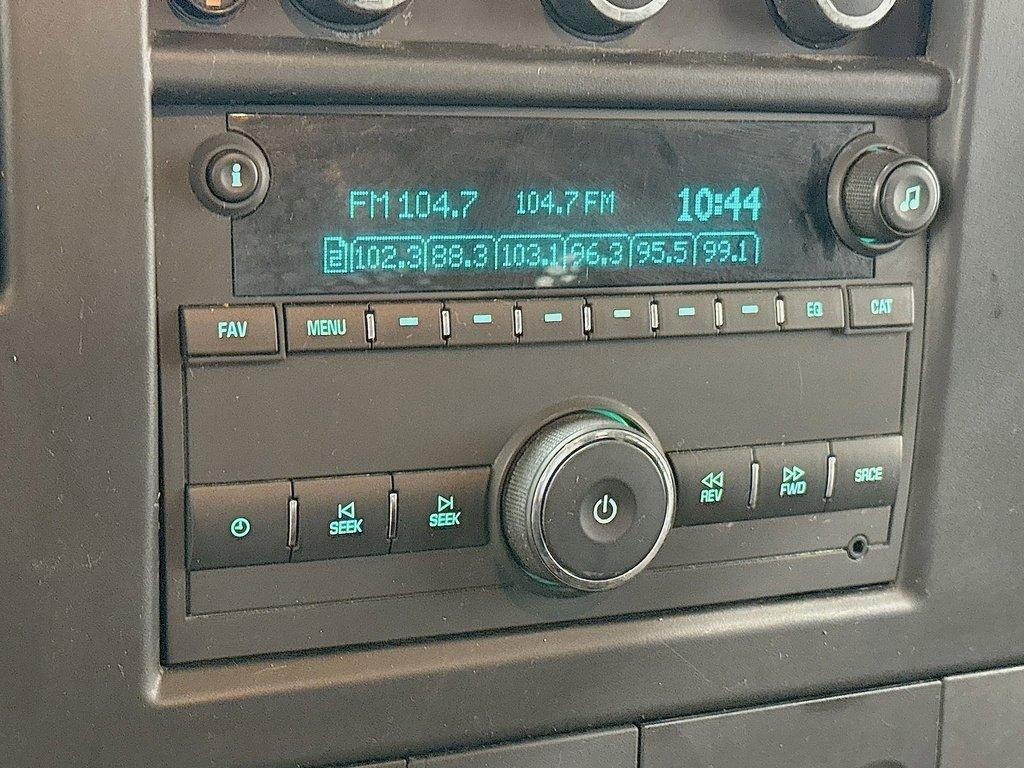 i
FM 104.7 104.7 FM 10:44
2 102.3 88.3 103.1 96.3 95.5 99.1
FAV MENU EQ CAT
SEEK SEEK REV FWD SRCE